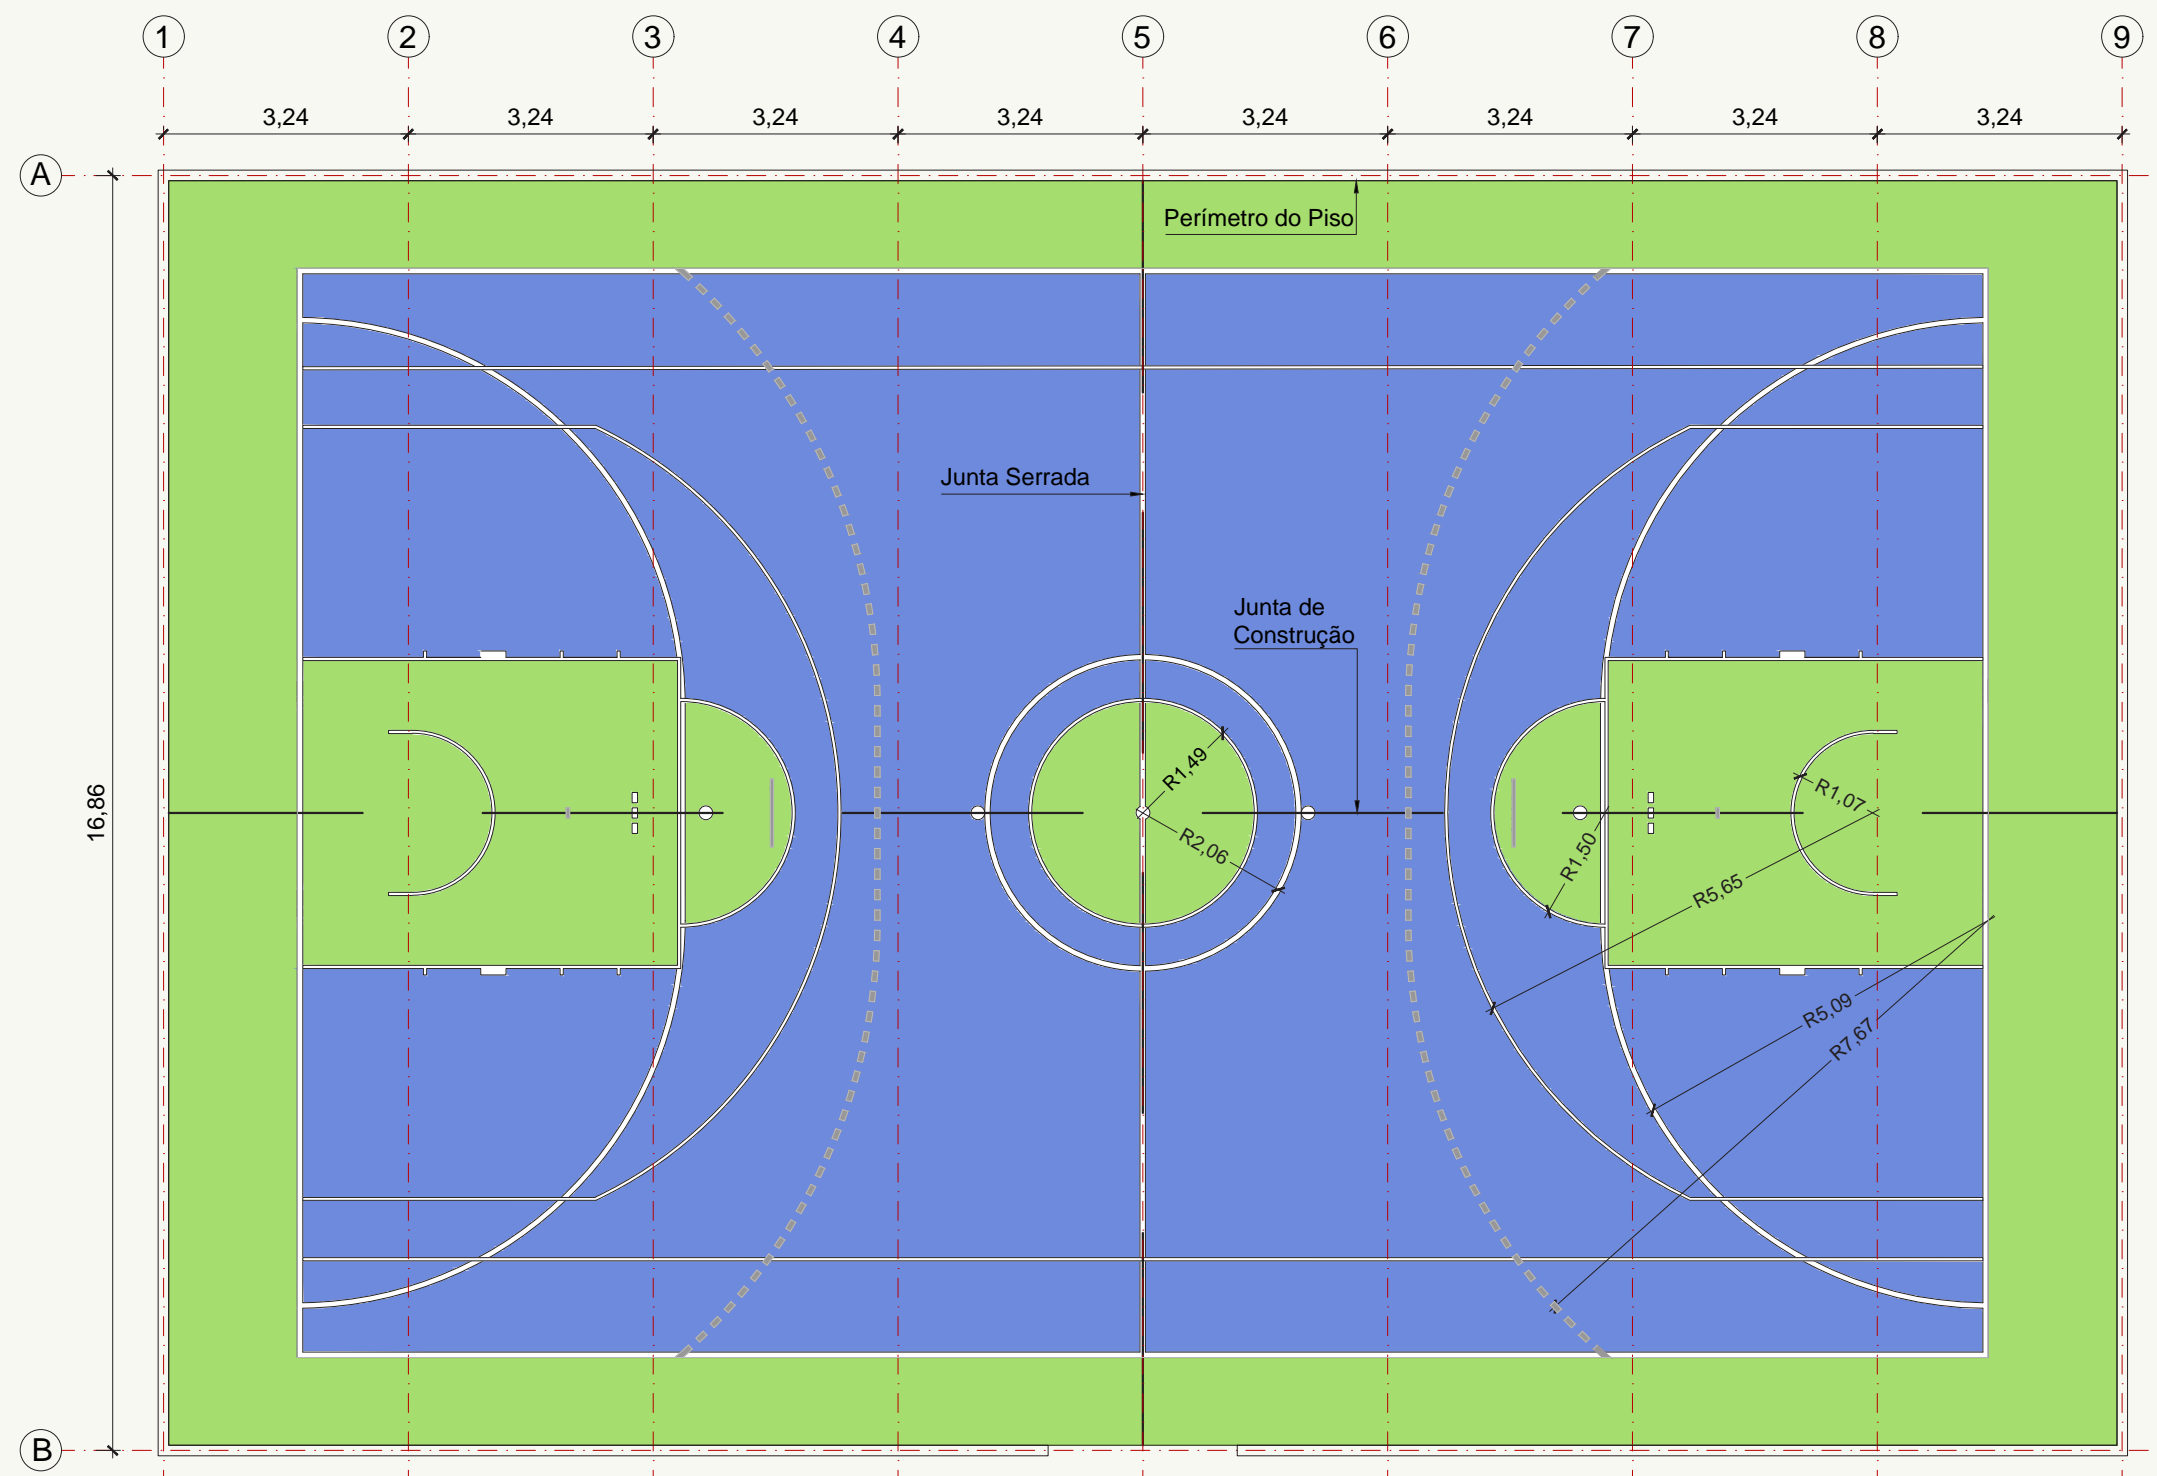 1 2 3 4 5 6 7 8 9
3,24 3,24 3,24 3,24 3,24 3,24 3,24 3,24
A
Perímetro do Piso
Junta Serrada
Junta de
Construção
R1,49
R1,07
16,86
R2,06
R1,50
R5,65
R5,09
R7,67
B